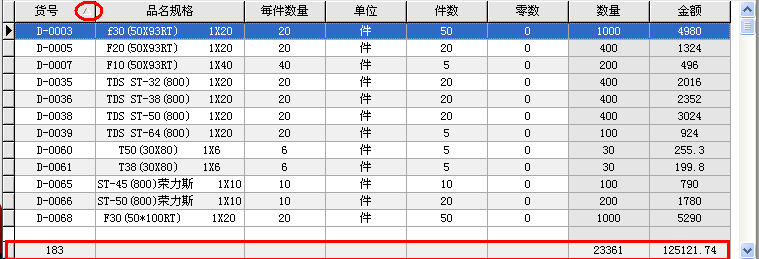 货号 品名规格 每件数量 单位 件数 零数 数量 金额
D-0003 f30(50X93RT) 1X20 20 件 50 0 1000 4980
D-0005 F20(50X93RT) 1X20 20 件 20 0 400 1324
D-0007 F10(50X93RT) 1X40 40 件 5 0 200 496
D-0035 TDS ST-32(800) 1X20 20 件 20 0 400 2016
D-0036 TDS ST-38(800) 1X20 20 件 20 0 400 2352
D-0038 TDS ST-50(800) 1X20 20 件 20 0 400 3024
D-0039 TDS ST-64(800) 1X20 20 件 5 0 100 924
D-0060 T50(30X80) 1X6 6 件 5 0 30 255.3
D-0061 T38(30X80) 1X6 6 件 5 0 30 199.8
D-0065 ST-45(800)荣力斯 1X10 10 件 10 0 100 790
D-0066 ST-50(800)荣力斯 1X10 10 件 20 0 200 1780
D-0068 F30(50*100RT) 1X20 20 件 50 0 1000 5290
183 23361 125121.74